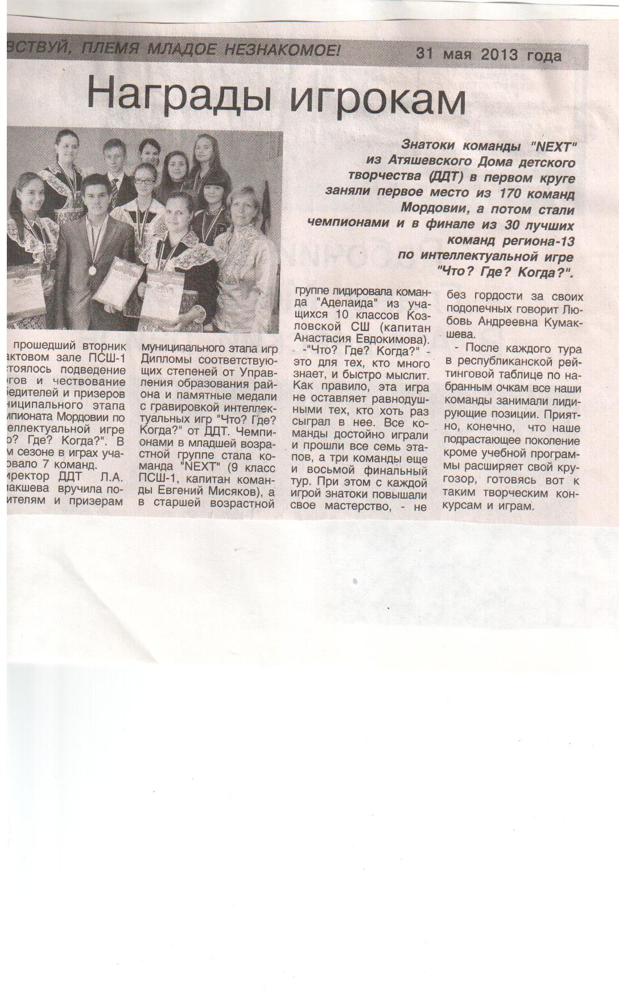 ВСТВУЙ, ПЛЕМЯ МЛАДОЕ НЕЗНАКОМОЕ!
31 мая 2013 года
Награды игрокам
Знатоки команды "NEXT"
из Атяшевского Дома детского
творчества (ДДТ) в первом круге
заняли первое место из 170 команд
Мордовии, а потом стали
чемпионами и в финале из 30 лучших
команд региона-13
по интеллектуальной игре
"Что? Где? Когда?".
прошедший вторник
актовом зале ПСШ-1
стоялось подведение
огов и чествование
бедителей и призеров
ниципального этапа
мпионата Мордовии по
еллектуальной игре
о? Где? Когда?". В
м сезоне в играх уча-
овало 7 команд.
иректор ДДТ Л.А.
макшева вручила по-
ителям и призерам
муниципального этапа игр
Дипломы соответствую-
щих степеней от Управ-
ления образования рай-
она и памятные медали
с гравировкой интеллек-
туальных игр "Что? Где?
Когда?" от ДДТ. Чемпи-
онами в младшей возра-
стной группе стала ко-
манда "NEXT" (9 класс
ПСШ-1, капитан коман-
ды Евгений Мисяков), а
в старшей возрастной
группе лидировала коман-
да "Аделаида" из уча-
щихся 10 классов Коз-
ловской СШ (капитан
Анастасия Евдокимова).
-"Что? Где? Когда?" -
это для тех, кто много
знает, и быстро мыслит.
Как правило, эта игра
не оставляет равнодуш-
ными тех, кто хоть раз
сыграл в нее. Все ко-
манды достойно играли
и прошли все семь эта-
пов, а три команды еще
и восьмой финальный
тур. При этом с каждой
игрой знатоки повышали
свое мастерство, - не
без гордости за своих
подопечных говорит Лю-
бовь Андреевна Кумак-
шева.
- После каждого тура
в республиканской рей-
тинговой таблице по на-
бранным очкам все наши
команды занимали лиди-
рующие позиции. Прият-
но, конечно, что наше
подрастающее поколение
кроме учебной програм-
мы расширяет свой кру-
гозор, готовясь вот к
таким творческим кон-
курсам и играм.